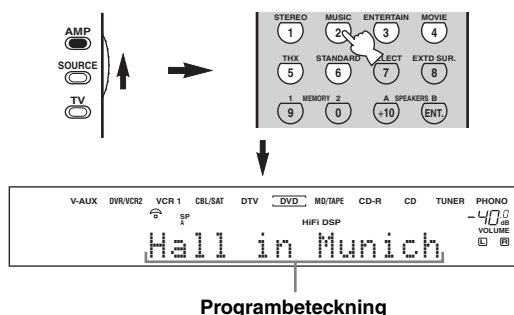 AMP
SOURCE
TV
STEREO MUSIC ENTERTAIN MOVIE
1 2 3 4
THX STANDARD SELECT EXTD SUR.
5 6 7 8
1 MEMORY 2 A SPEAKERS B
9 0 +10 ENT.
V-AUX DVR/VCR2 VCR 1 CBL/SAT DTV DVD MD/TAPE CD-R CD TUNER PHONO
SP A HiFi DSP -40.0 dB
VOLUME
L R
Hall in Munich
Programbeteckning